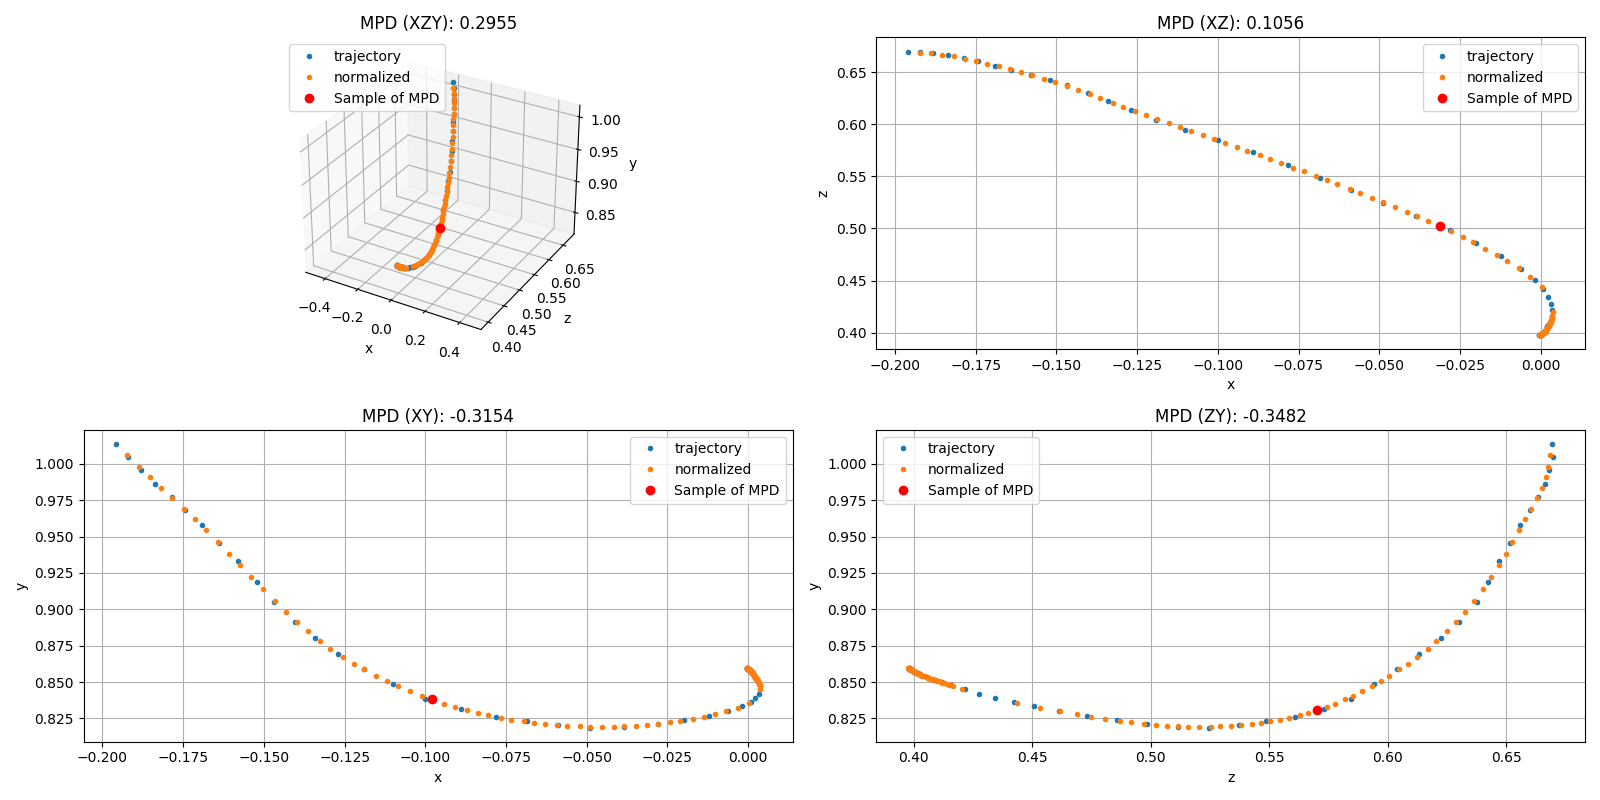 MPD (XZY): 0.2955
trajectory
normalized
Sample of MPD
1.00
0.95
0.90
0.85
y
−0.4
−0.2
0.0
0.2
0.4
x
0.40
0.45
0.50
0.55
0.60
0.65
z
MPD (XZ): 0.1056
trajectory
normalized
Sample of MPD
0.65
0.60
0.55
0.50
0.45
0.40
z
−0.200 −0.175 −0.150 −0.125 −0.100 −0.075 −0.050 −0.025 0.000
x
MPD (XY): -0.3154
trajectory
normalized
Sample of MPD
1.000
0.975
0.950
0.925
0.900
0.875
0.850
0.825
y
−0.200 −0.175 −0.150 −0.125 −0.100 −0.075 −0.050 −0.025 0.000
x
MPD (ZY): -0.3482
trajectory
normalized
Sample of MPD
1.000
0.975
0.950
0.925
0.900
0.875
0.850
0.825
y
0.40 0.45 0.50 0.55 0.60 0.65
z